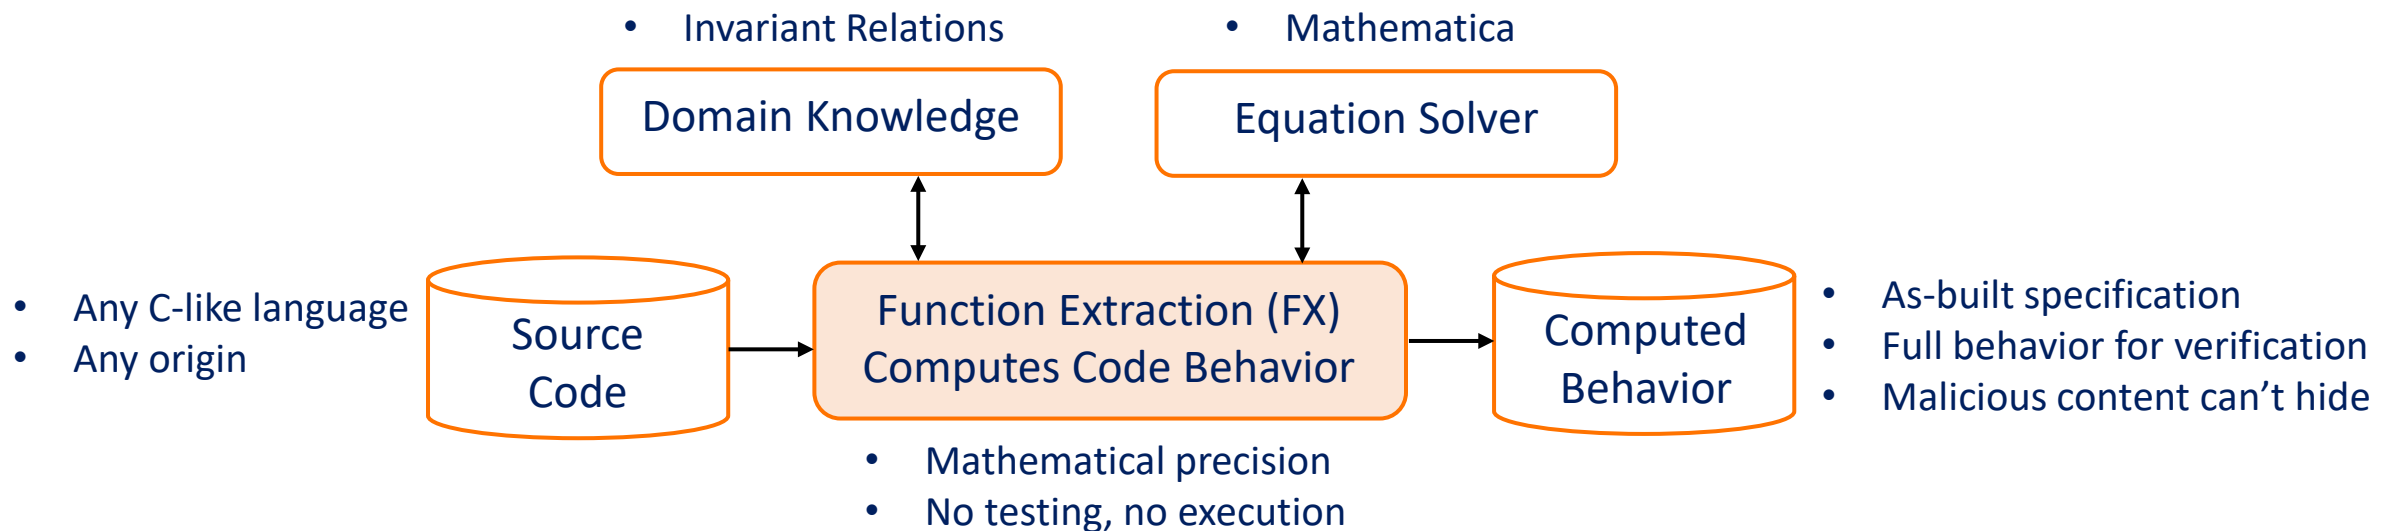 • Invariant Relations
• Mathematica
Domain Knowledge
Equation Solver
• Any C-like language
• Any origin
Source
Code
Function Extraction (FX)
Computes Code Behavior
Computed
Behavior
• As-built specification
• Full behavior for verification
• Malicious content can’t hide
• Mathematical precision
• No testing, no execution